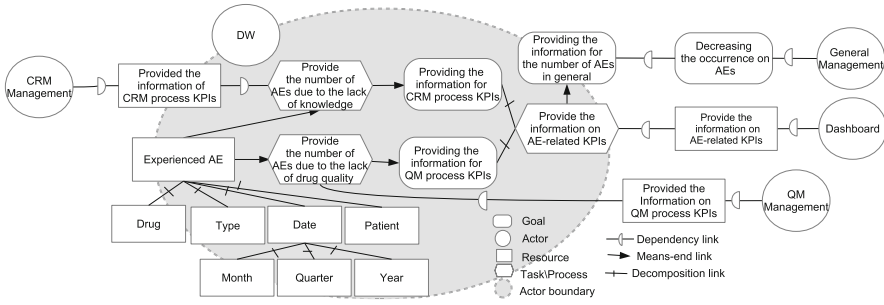 DW
CRM
Management
Provided the
information of
CRM process KPIs
Provide
the number of
AEs due to the lack
of knowledge
Providing the
information for
CRM process KPIs
Providing the
information for
the number of AEs
in general
Decreasing
the occurrence on
AEs
General
Management
Experienced AE
Provide
the number of
AEs due to the lack
of drug quality
Providing the
information for
QM process KPIs
Provide the
information on
AE-related KPIs
Provide the
information on
AE-related KPIs
Dashboard
Provided the
Information on
QM process KPIs
QM
Management
Drug
Type
Date
Patient
Month
Quarter
Year
Goal
Actor
Resource
Task\Process
Actor boundary
Dependency link
Means-end link
Decomposition link